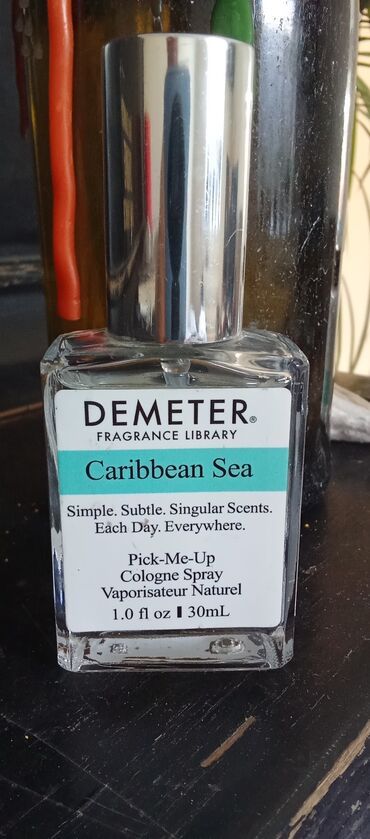 DEMETER®
FRAGRANCE LIBRARY
Caribbean Sea
Simple. Subtle. Singular Scents.
Each Day. Everywhere.
Pick-Me-Up
Cologne Spray
Vaporisateur Naturel
1.0 fl oz ▮ 30mL